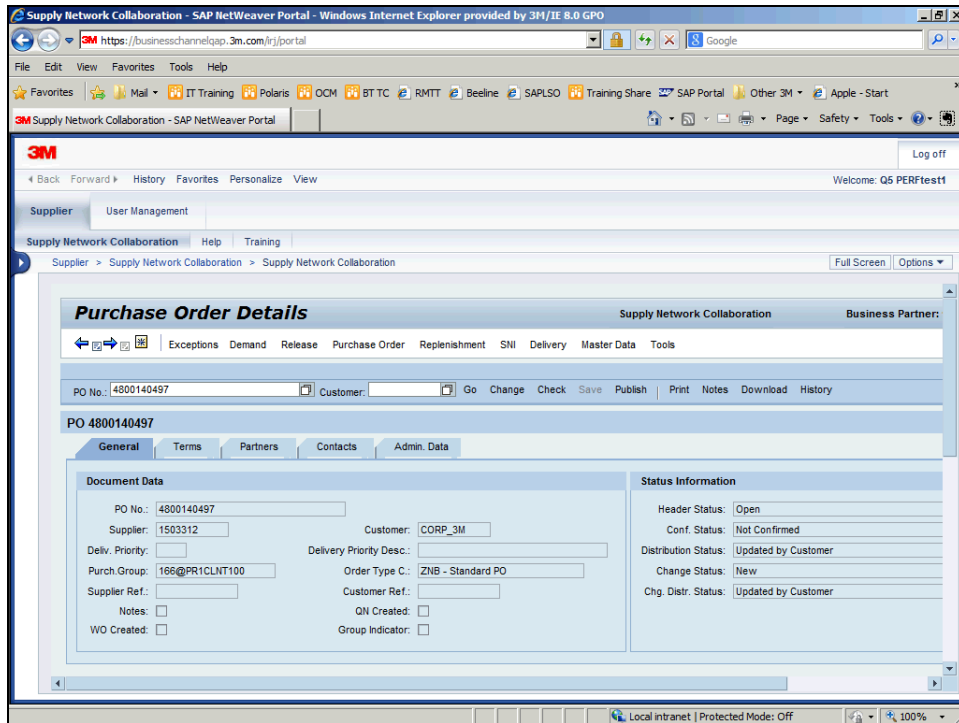 Supply Network Collaboration - SAP NetWeaver Portal - Windows Internet Explorer provided by 3M/IE 8.0 GPO
3M https://businesschannelqap.3m.com/irj/portal
Google
File Edit View Favorites Tools Help
Favorites Mail IT Training Polaris OCM BT TC RMTT Beeline SAPLSO Training Share SAP Portal Other 3M Apple - Start
3M Supply Network Collaboration - SAP NetWeaver Portal
Page Safety Tools
3M
Log off
Back Forward History Favorites Personalize View
Welcome: Q5 PERFtest1
Supplier User Management
Supply Network Collaboration Help Training
Supplier > Supply Network Collaboration > Supply Network Collaboration
Full Screen Options
Purchase Order Details
Supply Network Collaboration Business Partner:
Exceptions Demand Release Purchase Order Replenishment SNI Delivery Master Data Tools
PO No.: 4800140497 Customer: Go Change Check Save Publish Print Notes Download History
PO 4800140497
General Terms Partners Contacts Admin. Data
Document Data
PO No.: 4800140497
Supplier: 1503312 Customer: CORP_3M
Deliv. Priority: Delivery Priority Desc.:
Purch.Group: 166@PR1CLNT100 Order Type C.: ZNB - Standard PO
Supplier Ref.: Customer Ref.:
Notes: QN Created:
WO Created: Group Indicator:
Status Information
Header Status: Open
Conf. Status: Not Confirmed
Distribution Status: Updated by Customer
Change Status: New
Chg. Distr. Status: Updated by Customer
Local intranet | Protected Mode: Off
100%